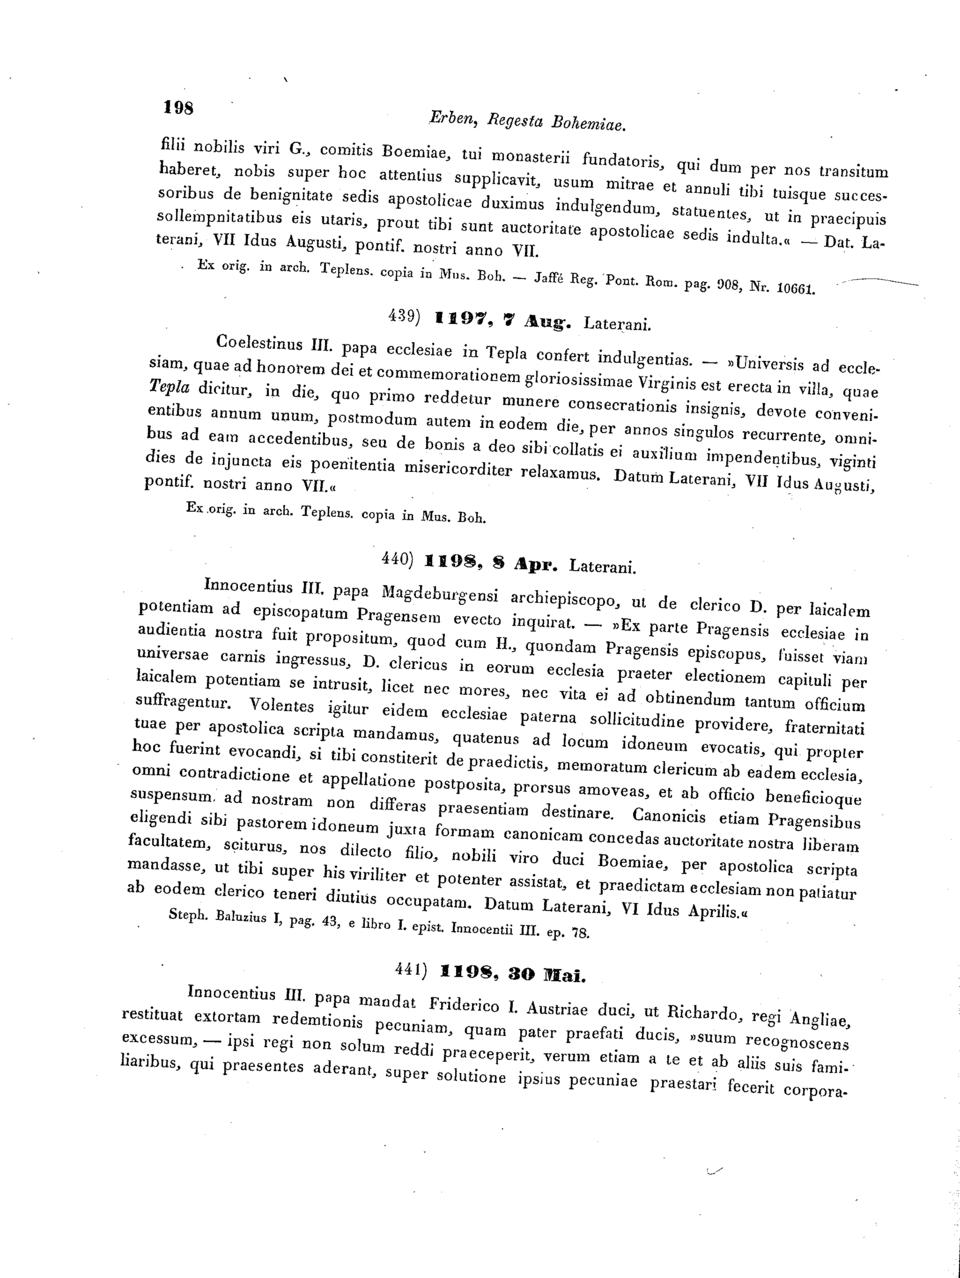 198
Erben, Regesta Bohemiae.
filii nobilis viri G., comitis Boemiae, tui monasterii fundatoris, qui dum per nos transitum
haberet, nobis super hoc attentius supplicavit, usum mitrae et annuli tibi tuisque succes-
soribus de benignitate sedis apostolicae duximus indulgendum, statuentes, ut in praecipuis
sollempnitatibus eis utaris, prout tibi sunt auctoritate apostolicae sedis indulta.« — Dat. La-
terani, VII Idus Augusti, pontif. nostri anno VII.
Ex orig. in arch. Teplens. copia in Mus. Boh. — Jaffé Reg. Pont. Rom. pag. 908, Nr. 10661.
439) 1197, 7 Aug. Laterani.
Coelestinus III. papa ecclesiae in Tepla confert indulgentias. — »Universis ad eccle-
siam, quae ad honorem dei et commemorationem gloriosissimae Virginis est erecta in villa, quae
Tepla dicitur, in die, quo primo reddetur munere consecrationis insignis, devote conveni-
entibus annum unum, postmodum autem in eodem die, per annos singulos recurrente, omni-
bus ad eam accedentibus, seu de bonis a deo sibi collatis ei auxilium impendentibus, viginti
dies de injuncta eis poenitentia misericorditer relaxamus. Datum Laterani, VII Idus Augusti,
pontif. nostri anno VII.«
Ex orig. in arch. Teplens. copia in Mus. Boh.
440) 1198, 8 Apr. Laterani.
Innocentius III. papa Magdeburgensi archiepiscopo, ut de clerico D. per laicalem
potentiam ad episcopatum Pragensem evecto inquirat. — »Ex parte Pragensis ecclesiae in
audientia nostra fuit propositum, quod cum H., quondam Pragensis episcopus, fuisset viam
universae carnis ingressus, D. clericus in eorum ecclesia praeter electionem capituli per
laicalem potentiam se intrusit, licet nec mores, nec vita ei ad obtinendum tantum officium
suffragentur. Volentes igitur eidem ecclesiae paterna sollicitudine providere, fraternitati
tuae per apostolica scripta mandamus, quatenus ad locum idoneum evocatis, qui propter
hoc fuerint evocandi, si tibi constiterit de praedictis, memoratum clericum ab eadem ecclesia,
omni contradictione et appellatione postposita, prorsus amoveas, et ab officio beneficioque
suspensum ad nostram non differas praesentiam destinare. Canonicis etiam Pragensibus
eligendi sibi pastorem idoneum juxta formam canonicam concedas auctoritate nostra liberam
facultatem, sciturus, nos dilecto filio, nobili viro duci Boemiae, per apostolica scripta
mandasse, ut tibi super his viriliter et potenter assistat, et praedictam ecclesiam non patiatur
ab eodem clerico teneri diutius occupatam. Datum Laterani, VI Idus Aprilis.«
Steph. Baluzius I, pag. 43, e libro I. epist. Innocentii III. ep. 78.
441) 1198, 30 Mai.
Innocentius III. papa mandat Friderico I. Austriae duci, ut Richardo, regi Angliae,
restituat extortam redemtionis pecuniam, quam pater praefati ducis, »suum recognoscens
excessum, — ipsi regi non solum reddi praeceperit, verum etiam a te et ab aliis suis fami-
liaribus, qui praesentes aderant, super solutione ipsius pecuniae praestari fecerit corpora-